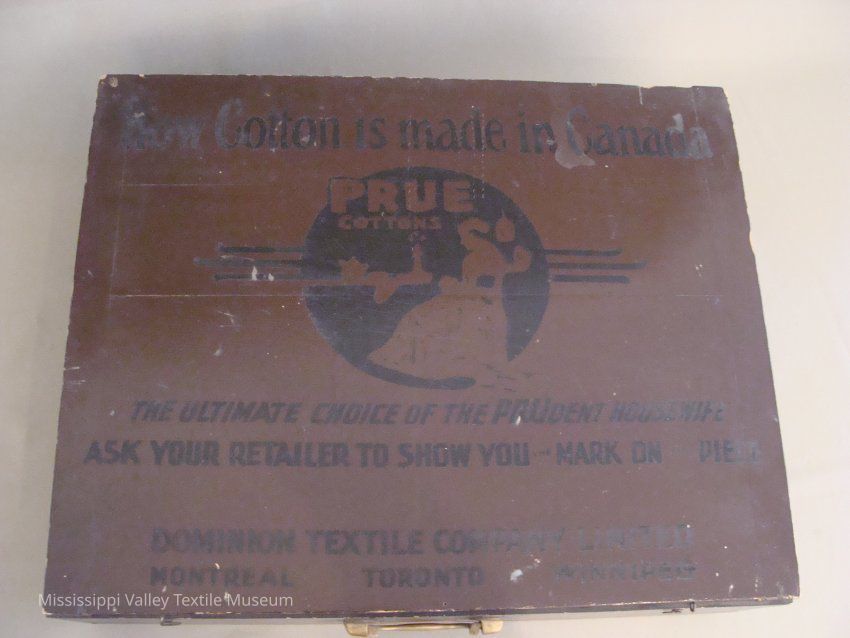 How Cotton is made in Canada
PRUE
COTTONS
THE ULTIMATE CHOICE OF THE PRUDENT HOUSEWIFE
ASK YOUR RETAILER TO SHOW YOU - MARK ON
DOMINION TEXTILE COMPANY LIMITED
MONTREAL TORONTO WINNIPEG
Mississippi Valley Textile Museum